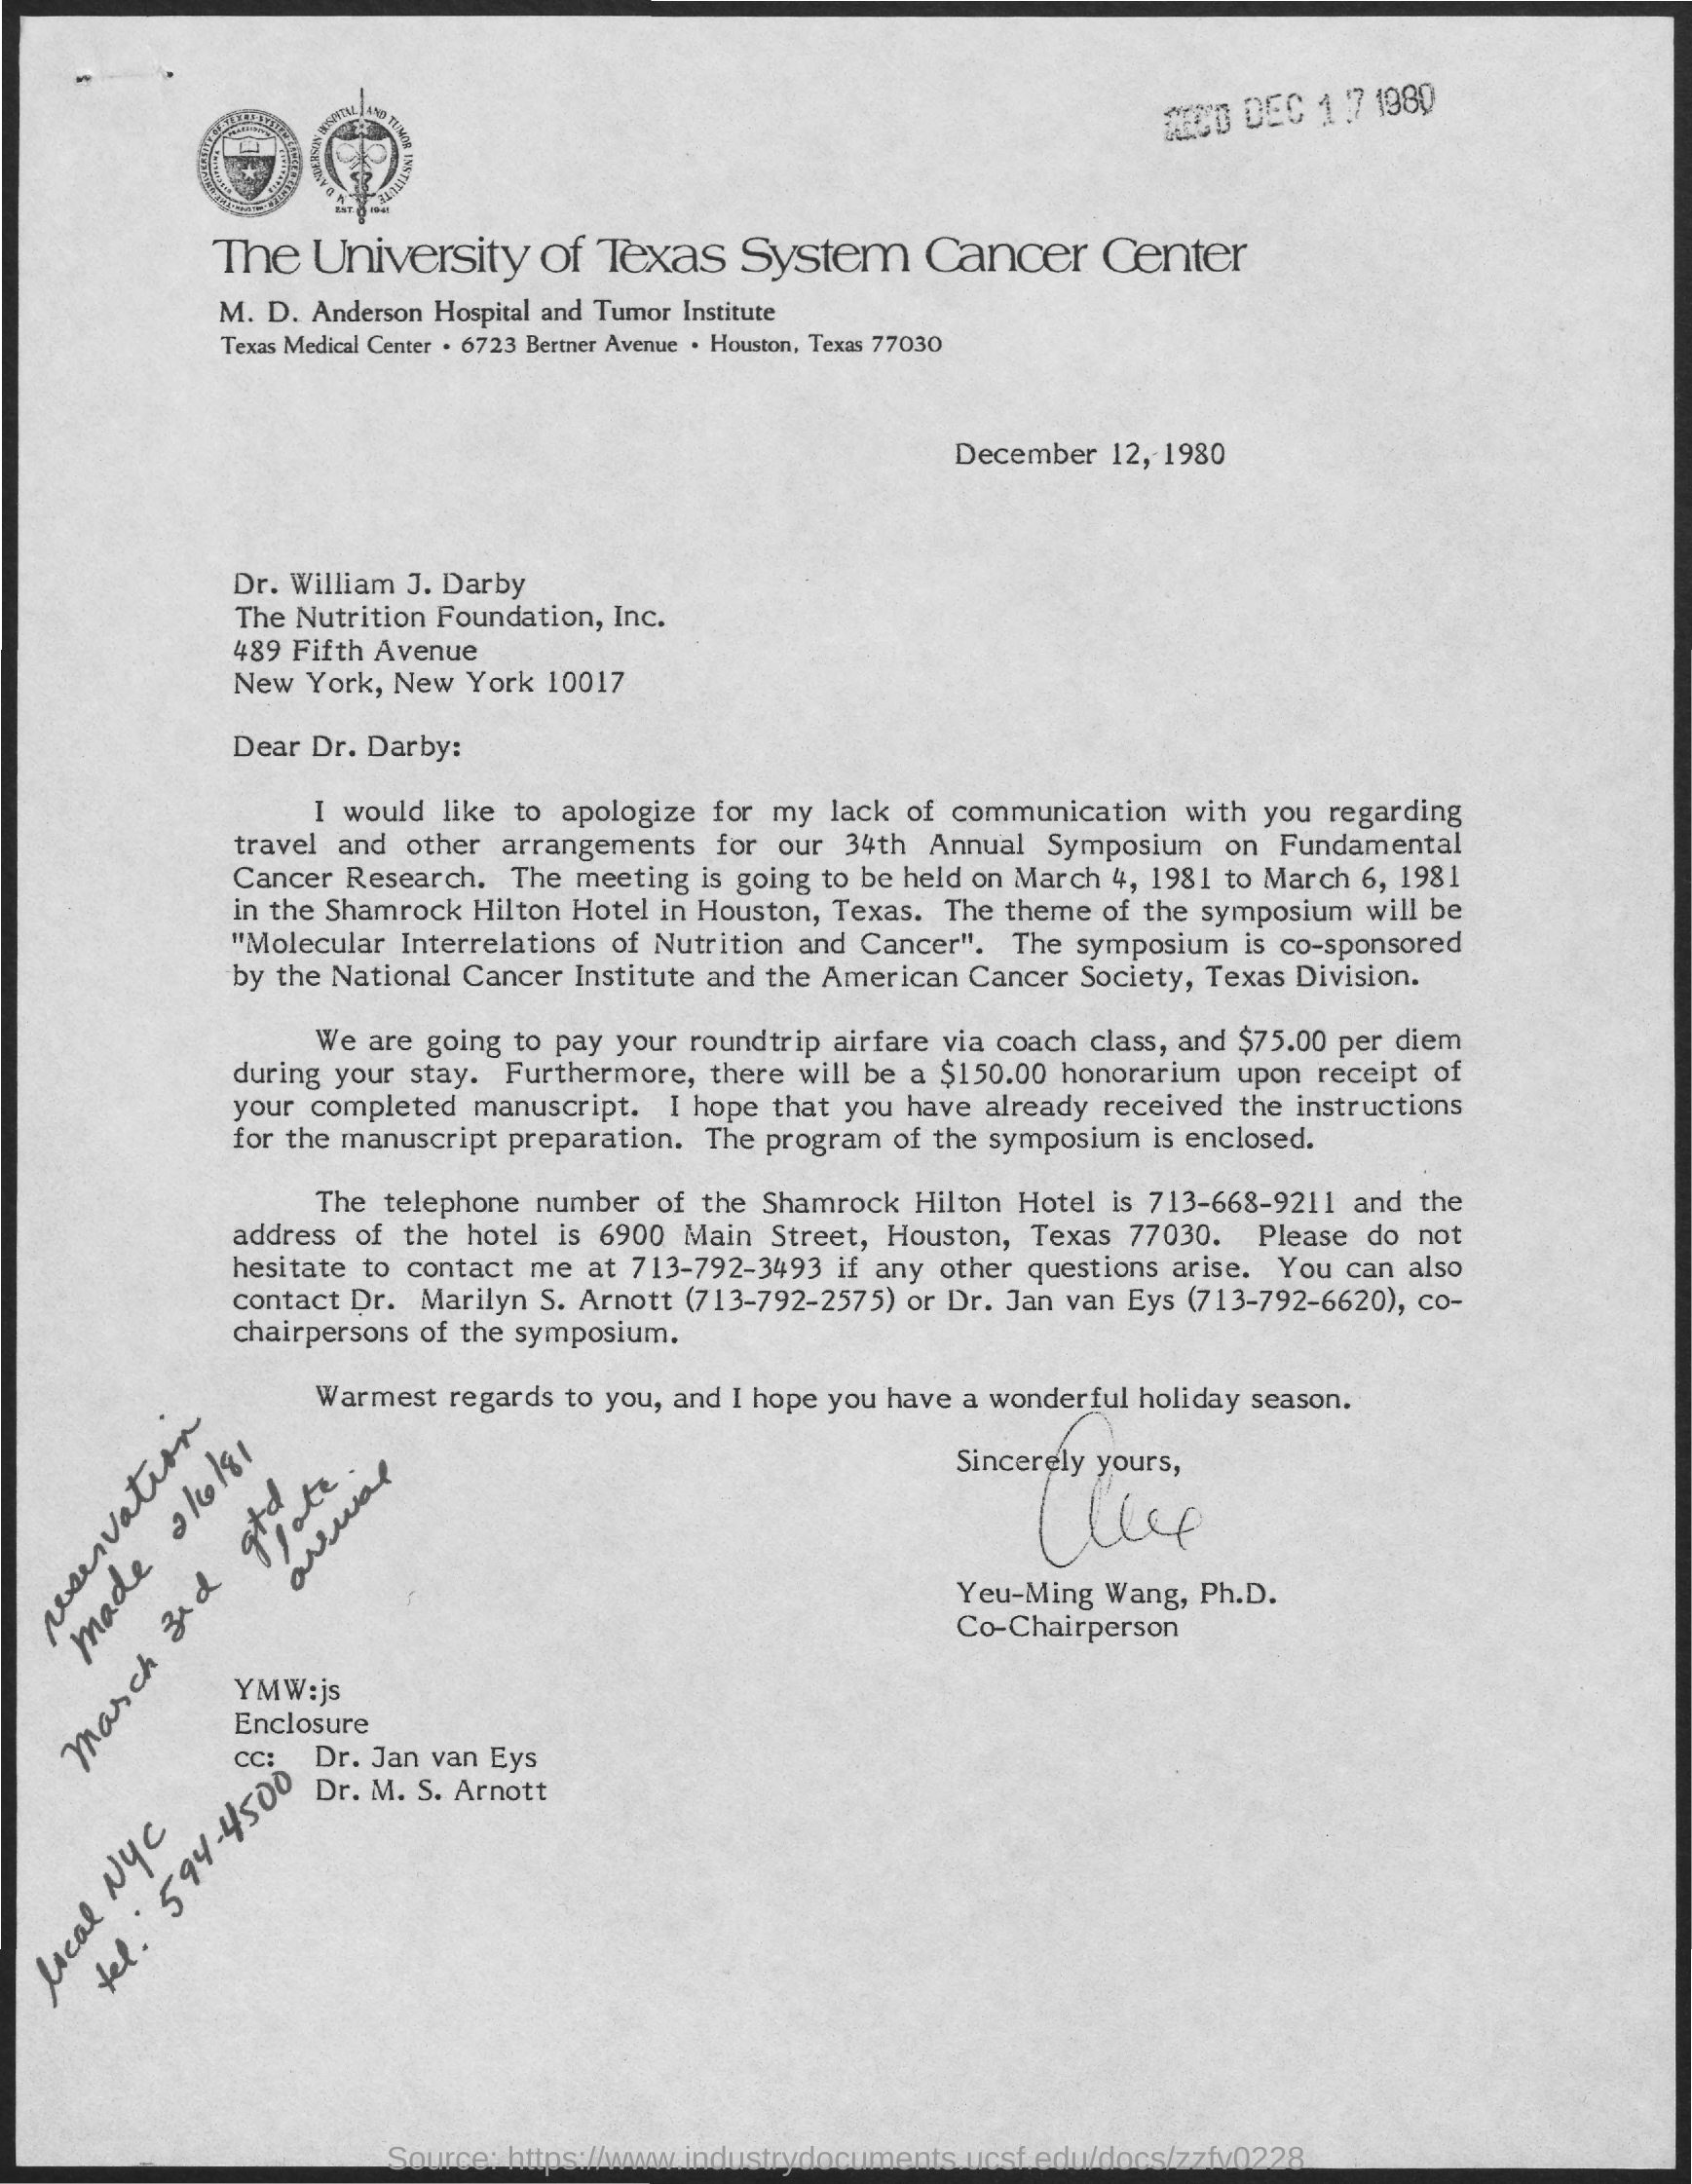 REC'D DEC 17 1980
THE UNIVERSITY OF TEXAS SYSTEM CANCER CENTER
M D ANDERSON HOSPITAL AND TUMOR INSTITUTE
EST. 1941
The University of Texas System Cancer Center
M. D. Anderson Hospital and Tumor Institute
Texas Medical Center • 6723 Bertner Avenue • Houston, Texas 77030
December 12, 1980
Dr. William J. Darby
The Nutrition Foundation, Inc.
489 Fifth Avenue
New York, New York 10017
Dear Dr. Darby:
I would like to apologize for my lack of communication with you regarding
travel and other arrangements for our 34th Annual Symposium on Fundamental
Cancer Research. The meeting is going to be held on March 4, 1981 to March 6, 1981
in the Shamrock Hilton Hotel in Houston, Texas. The theme of the symposium will be
"Molecular Interrelations of Nutrition and Cancer". The symposium is co-sponsored
by the National Cancer Institute and the American Cancer Society, Texas Division.
We are going to pay your roundtrip airfare via coach class, and $75.00 per diem
during your stay. Furthermore, there will be a $150.00 honorarium upon receipt of
your completed manuscript. I hope that you have already received the instructions
for the manuscript preparation. The program of the symposium is enclosed.
The telephone number of the Shamrock Hilton Hotel is 713-668-9211 and the
address of the hotel is 6900 Main Street, Houston, Texas 77030. Please do not
hesitate to contact me at 713-792-3493 if any other questions arise. You can also
contact Dr. Marilyn S. Arnott (713-792-2575) or Dr. Jan van Eys (713-792-6620), co-
chairpersons of the symposium.
Warmest regards to you, and I hope you have a wonderful holiday season.
Sincerely yours,
Yeu-Ming Wang, Ph.D.
Co-Chairperson
reservation
made 2/6/81
March 3rd gtd
late
arrival
YMW:js
Enclosure
cc: Dr. Jan van Eys
Dr. M. S. Arnott
local NYC
tel.: 594-4500
Source: https://www.industrydocuments.ucsf.edu/docs/zzfv0228